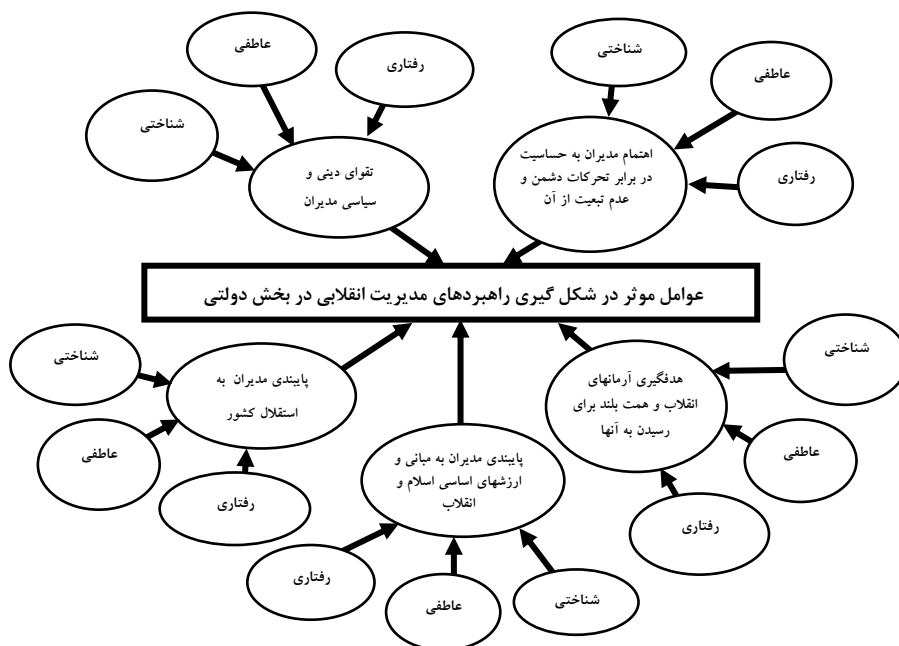 شناختی
عاطفی
رفتاری
اهتمام مدیران به حساسیت
در برابر تحرکات دشمن و
عدم تبعیت از آن
رفتاری
عاطفی
شناختی
تقوای دینی و
سیاسی مدیران
عوامل موثر در شکل گیری راهبردهای مدیریت انقلابی در بخش دولتی
شناختی
عاطفی
رفتاری
هدفگیری آرمانهای
انقلاب و همت بلند برای
رسیدن به آنها
پایبندی مدیران به مبانی و
ارزشهای اساسی اسلام و
انقلاب
شناختی
عاطفی
رفتاری
پایبندی مدیران به
استقلال کشور
شناختی
عاطفی
رفتاری